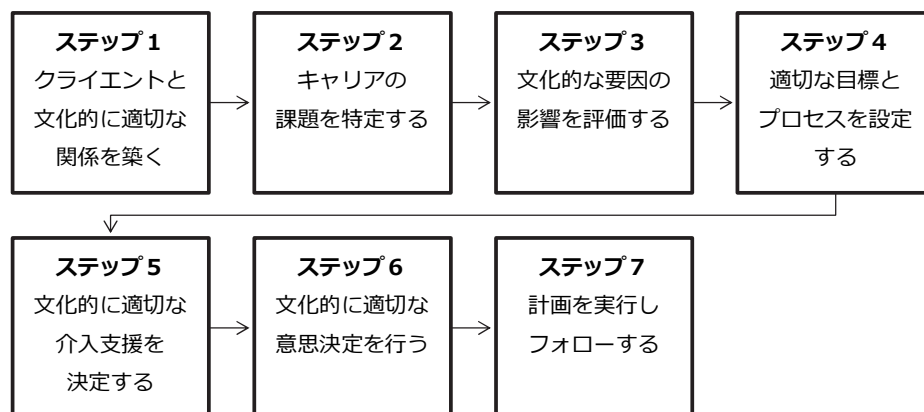 ステップ1
クライエントと
文化的に適切な
関係を築く
ステップ2
キャリアの
課題を特定する
ステップ3
文化的な要因の
影響を評価する
ステップ4
適切な目標と
プロセスを設定
する
ステップ5
文化的に適切な
介入支援を
決定する
ステップ6
文化的に適切な
意思決定を行う
ステップ7
計画を実行し
フォローする